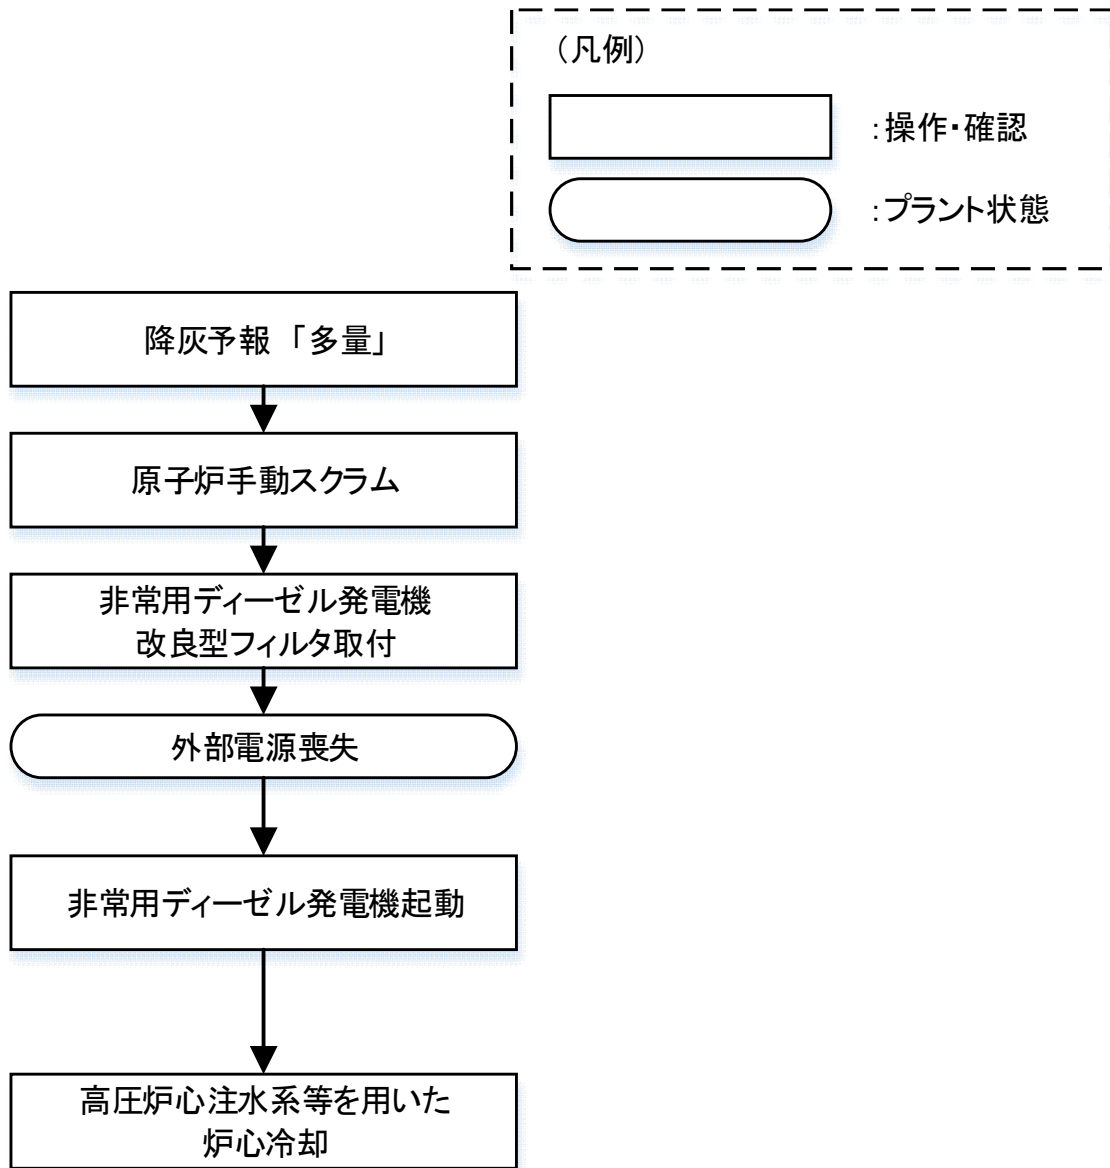 （凡例）
：操作・確認
：プラント状態
降灰予報　「多量」
原子炉手動スクラム
非常用ディーゼル発電機
改良型フィルタ取付
外部電源喪失
非常用ディーゼル発電機起動
高圧炉心注水系等を用いた
炉心冷却